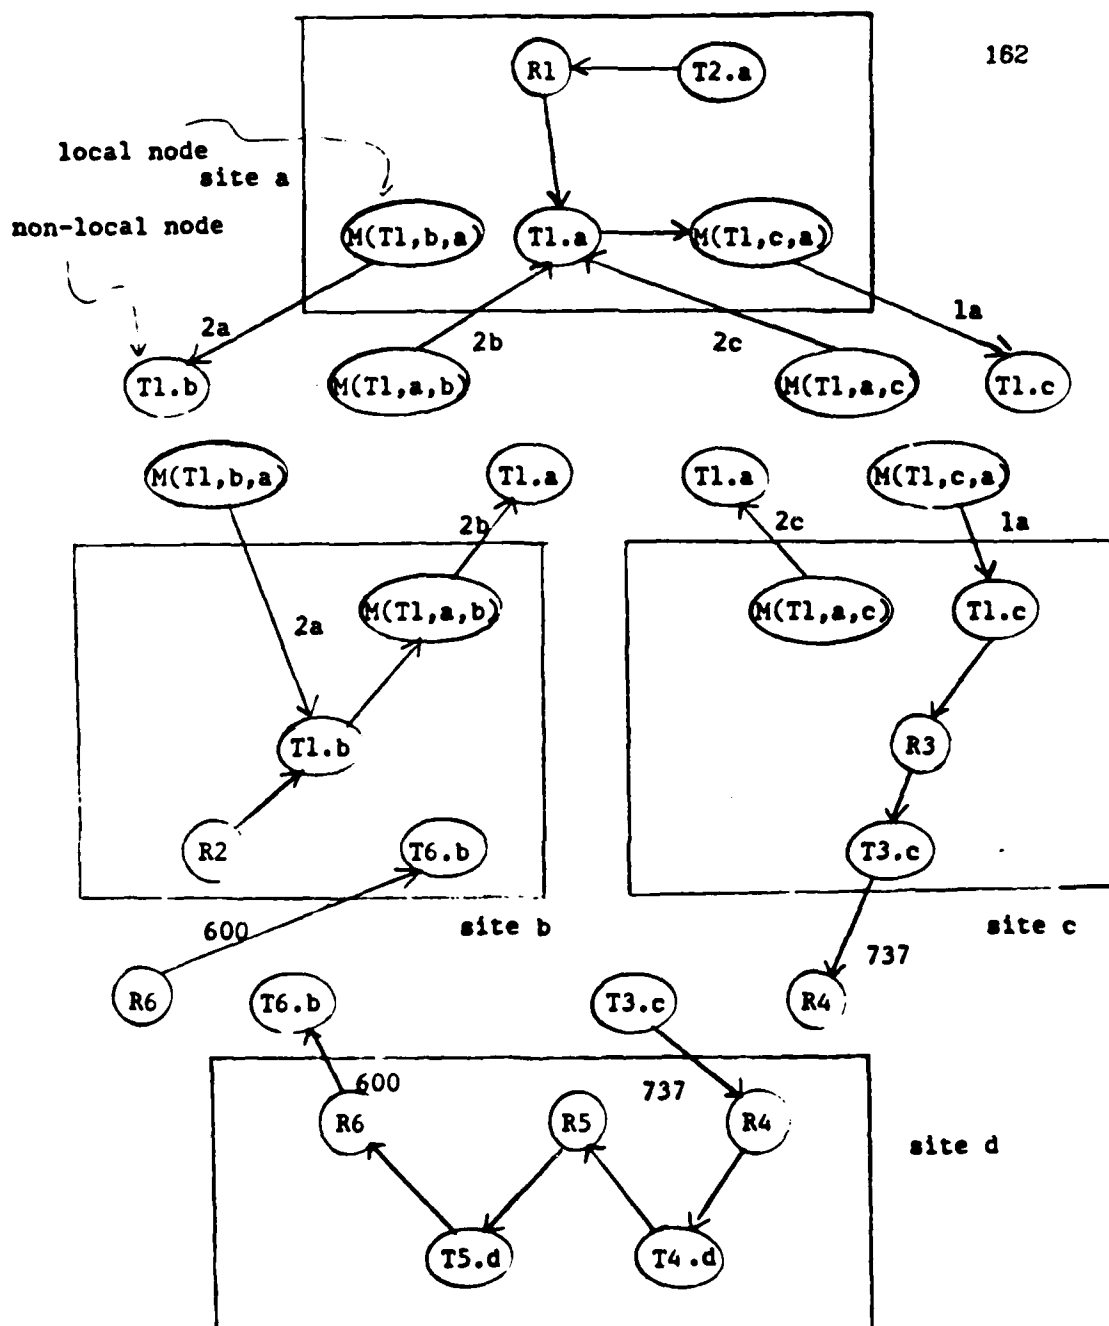 162
R1 T2.a
local node
site a
non-local node
M(T1,b,a) T1.a M(T1,c,a)
2a 2b 2c 1a
T1.b M(T1,a,b) M(T1,a,c) T1.c
M(T1,b,a) T1.a T1.a M(T1,c,a)
2b 2c 1a
M(T1,a,b) M(T1,a,c) T1.c
2a
T1.b R3
R2 T6.b T3.c
600 site b site c
737
R6 T6.b T3.c R4
600 737
R6 R5 R4
site d
T5.d T4.d